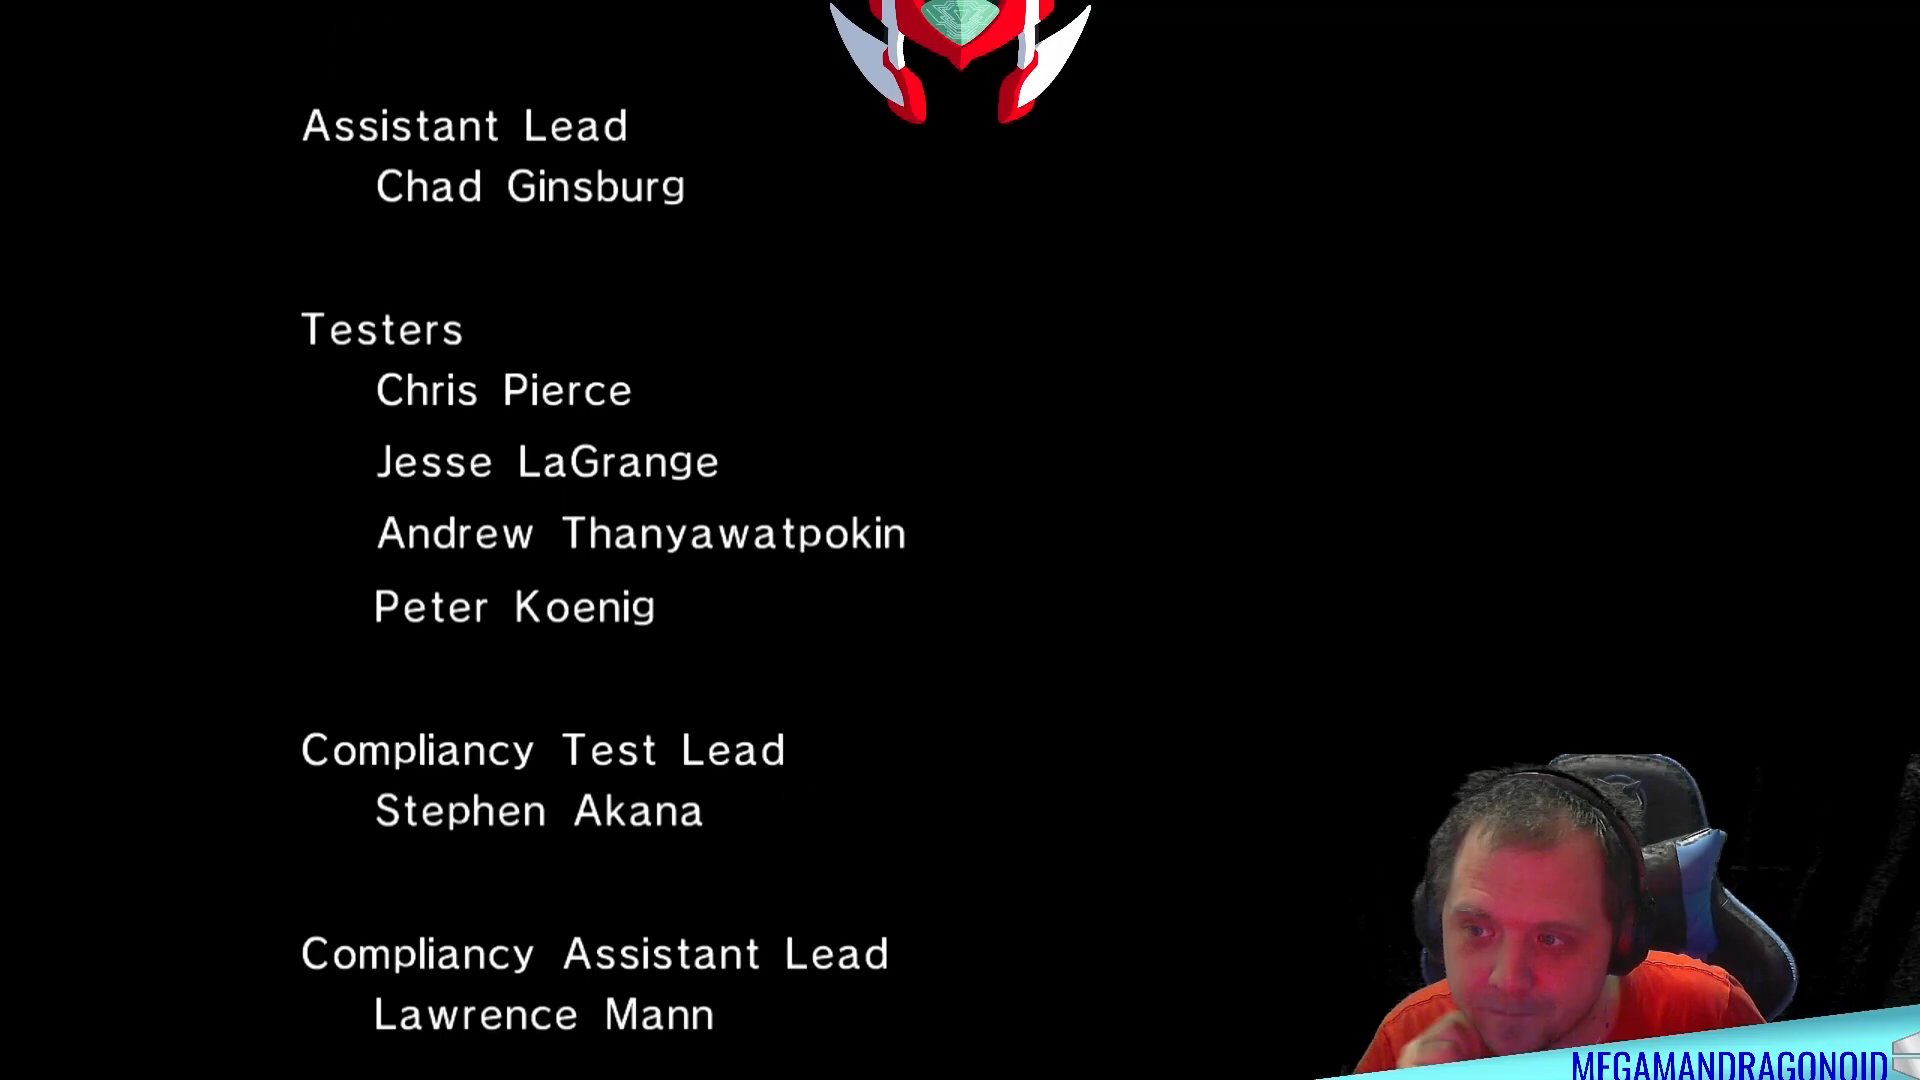 Assistant Lead
Chad Ginsburg
Testers
Chris Pierce
Jesse LaGrange
Andrew Thanyawatpokin
Peter Koenig
Compliancy Test Lead
Stephen Akana
Compliancy Assistant Lead
Lawrence Mann
MEGAMANDRAGONOID